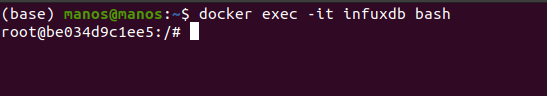 (base) manos@manos:~$ docker exec -it infuxdb bash
root@be034d9c1ee5:/#